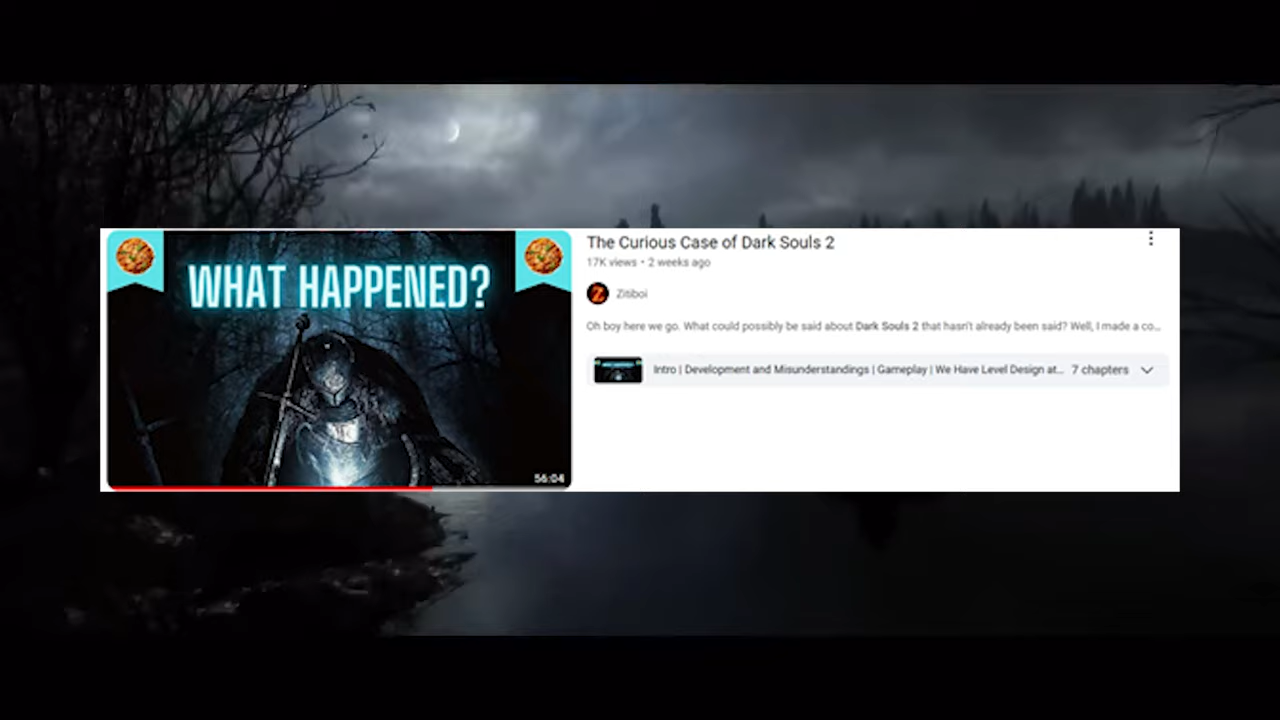 WHAT HAPPENED?
56:04
The Curious Case of Dark Souls 2
17K views • 2 weeks ago
Zitiboi
Oh boy here we go. What could possibly be said about Dark Souls 2 that hasn't already been said? Well, I made a co...
Intro | Development and Misunderstandings | Gameplay | We Have Level Design at... 7 chapters